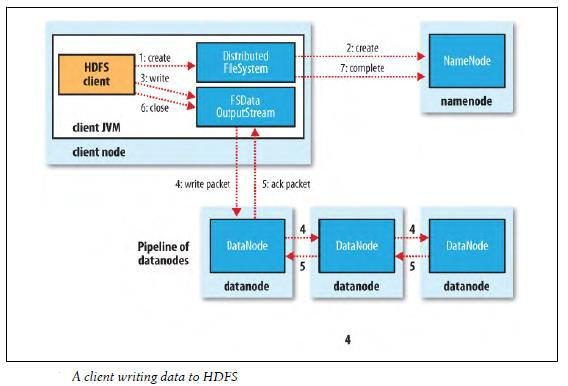 1: create
Distributed
FileSystem
2: create
7: complete
NameNode
namenode
HDFS
client
3: write
6: close
FSData
OutputStream
client JVM
client node
4: write packet
5: ack packet
Pipeline of
datanodes
DataNode
4
5
DataNode
4
5
DataNode
datanode
datanode
datanode
4
A client writing data to HDFS